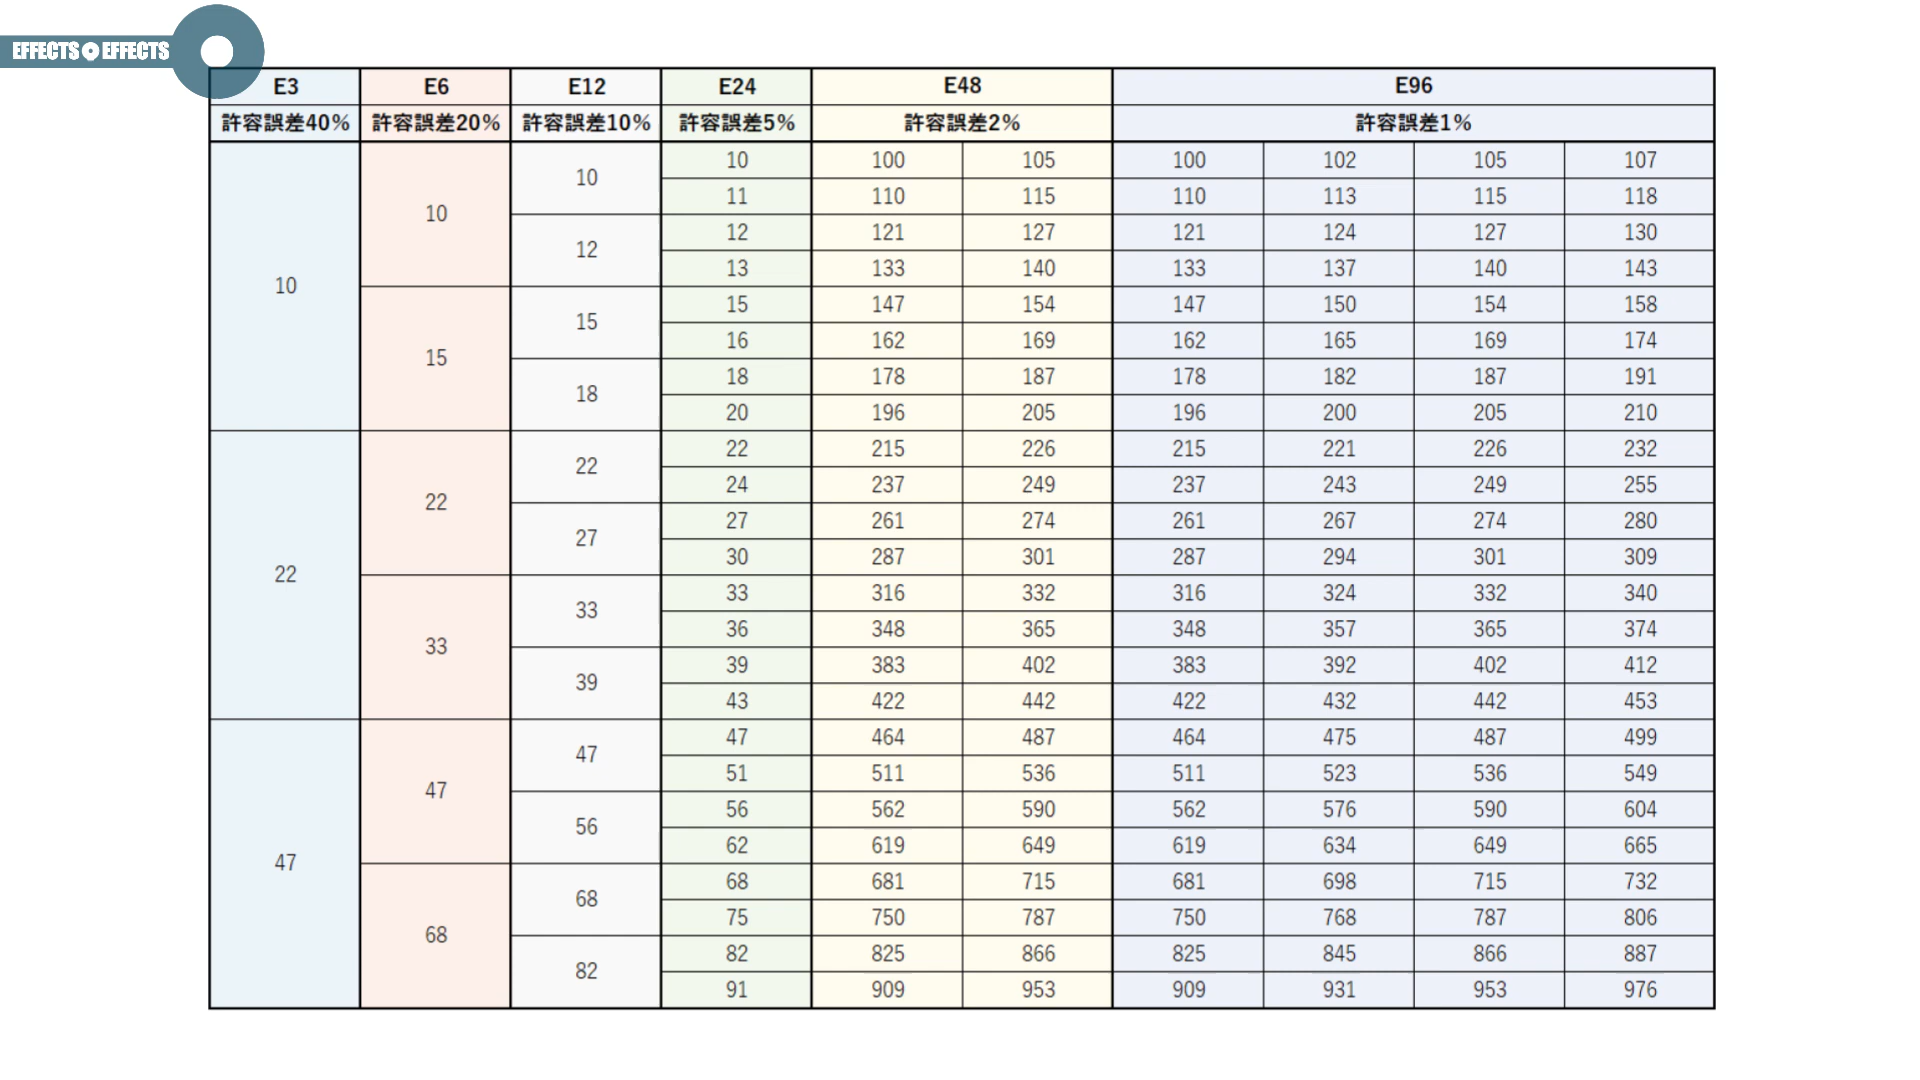 EFFECTS EFFECTS
E3 E6 E12 E24 E48 E96
許容誤差40% 許容誤差20% 許容誤差10% 許容誤差5% 許容誤差2% 許容誤差1%
10 10 10 10 100 105 100 102 105 107
11 110 115 110 113 115 118
12 12 121 127 121 124 127 130
13 133 140 133 137 140 143
15 15 15 147 154 147 150 154 158
16 162 169 162 165 169 174
18 18 178 187 178 182 187 191
20 196 205 196 200 205 210
22 22 22 22 215 226 215 221 226 232
24 237 249 237 243 249 255
27 27 261 274 261 267 274 280
30 287 301 287 294 301 309
33 33 33 316 332 316 324 332 340
36 348 365 348 357 365 374
39 39 383 402 383 392 402 412
43 422 442 422 432 442 453
47 47 47 47 464 487 464 475 487 499
51 511 536 511 523 536 549
56 56 562 590 562 576 590 604
62 619 649 619 634 649 665
68 68 68 681 715 681 698 715 732
75 750 787 750 768 787 806
82 82 825 866 825 845 866 887
91 909 953 909 931 953 976